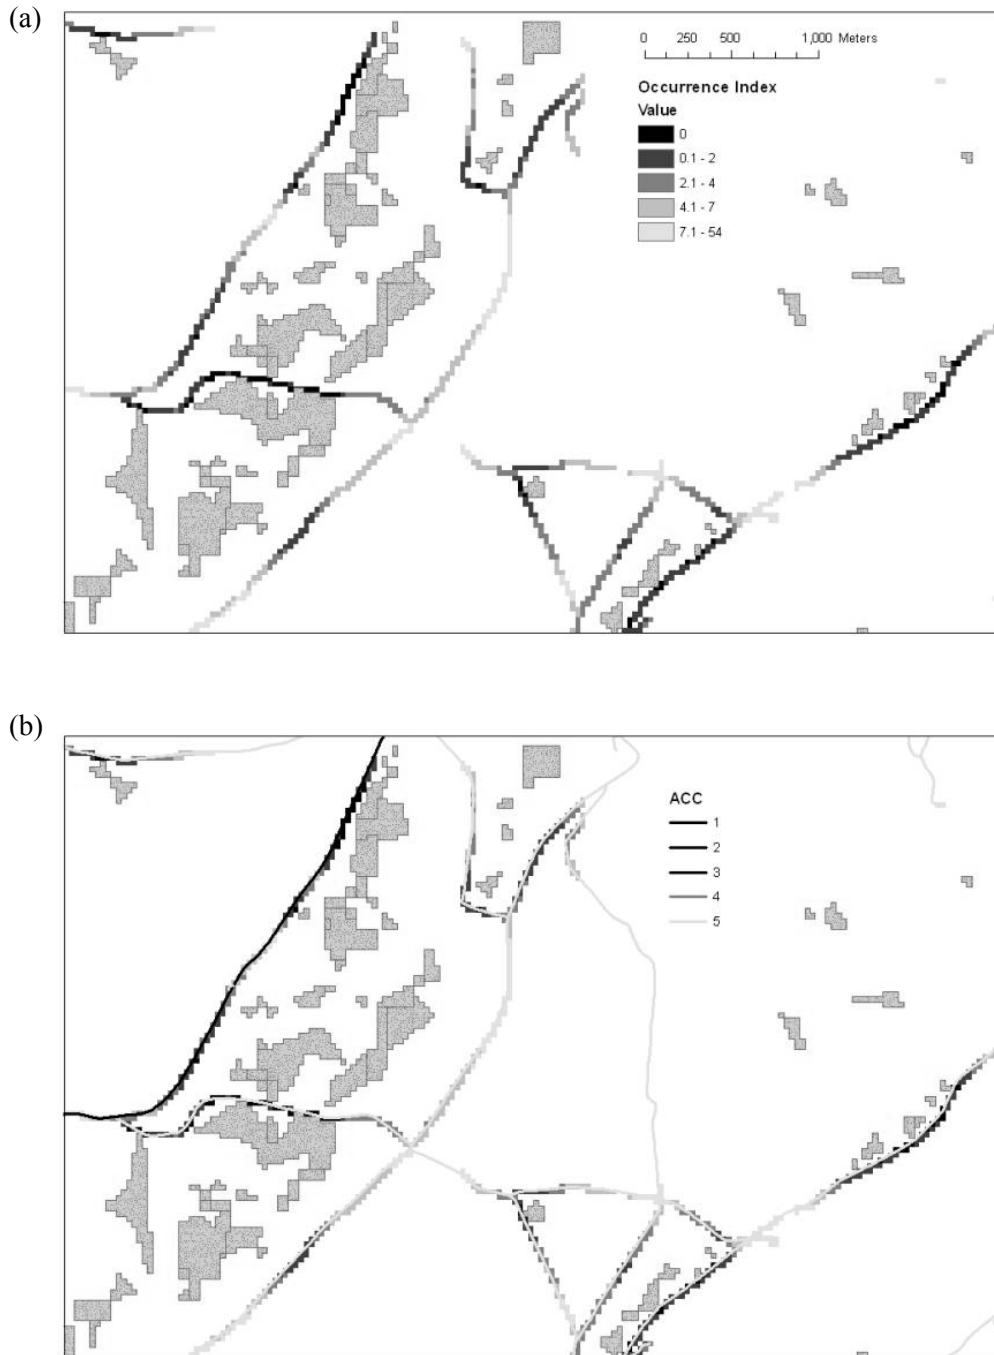 (a)
0 250 500 1,000 Meters
Occurrence Index
Value
0
0.1 - 2
2.1 - 4
4.1 - 7
7.1 - 54
(b)
ACC
1
2
3
4
5